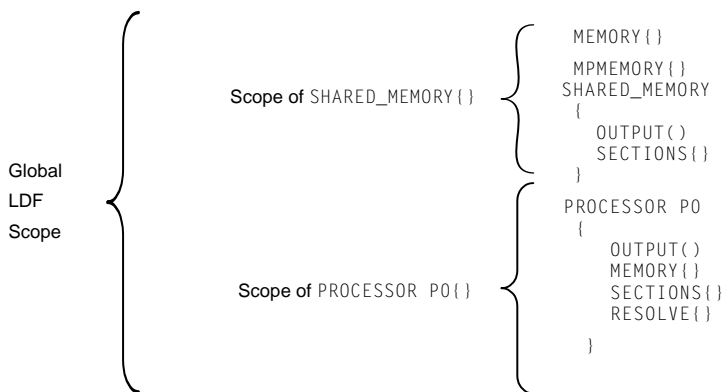 Global
LDF
Scope
Scope of SHARED_MEMORY{}
MEMORY{}
MPMEMORY{}
SHARED_MEMORY
{
OUTPUT()
SECTIONS{}
}
Scope of PROCESSOR P0{}
PROCESSOR P0
{
OUTPUT()
MEMORY{}
SECTIONS{}
RESOLVE{}
}